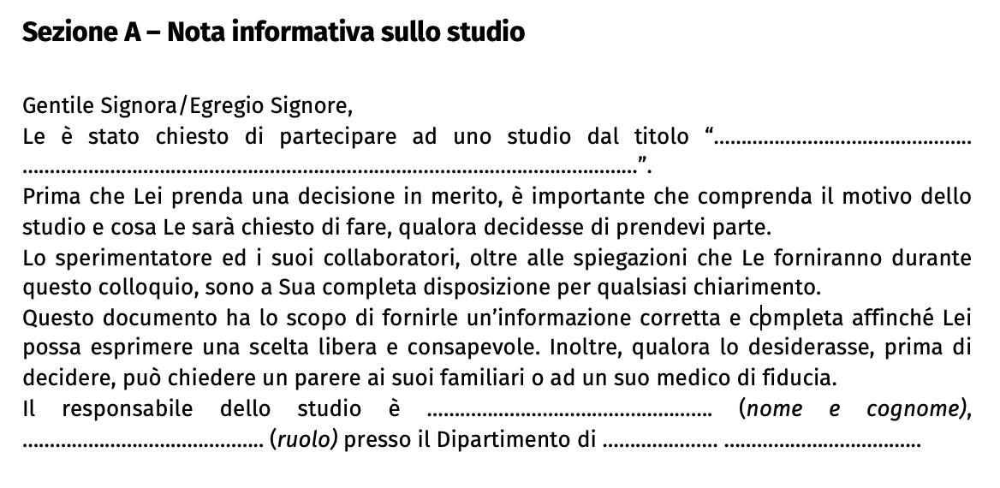 Sezione A – Nota informativa sullo studio
Gentile Signora/Egregio Signore,
Le è stato chiesto di partecipare ad uno studio dal titolo “..............................................
..............................................................................................................”.
Prima che Lei prenda una decisione in merito, è importante che comprenda il motivo dello
studio e cosa Le sarà chiesto di fare, qualora decidesse di prendevi parte.
Lo sperimentatore ed i suoi collaboratori, oltre alle spiegazioni che Le forniranno durante
questo colloquio, sono a Sua completa disposizione per qualsiasi chiarimento.
Questo documento ha lo scopo di fornirle un’informazione corretta e completa affinché Lei
possa esprimere una scelta libera e consapevole. Inoltre, qualora lo desiderasse, prima di
decidere, può chiedere un parere ai suoi familiari o ad un suo medico di fiducia.
Il responsabile dello studio è ................................................... (nome e cognome),
........................................... (ruolo) presso il Dipartimento di ..................... ...................................